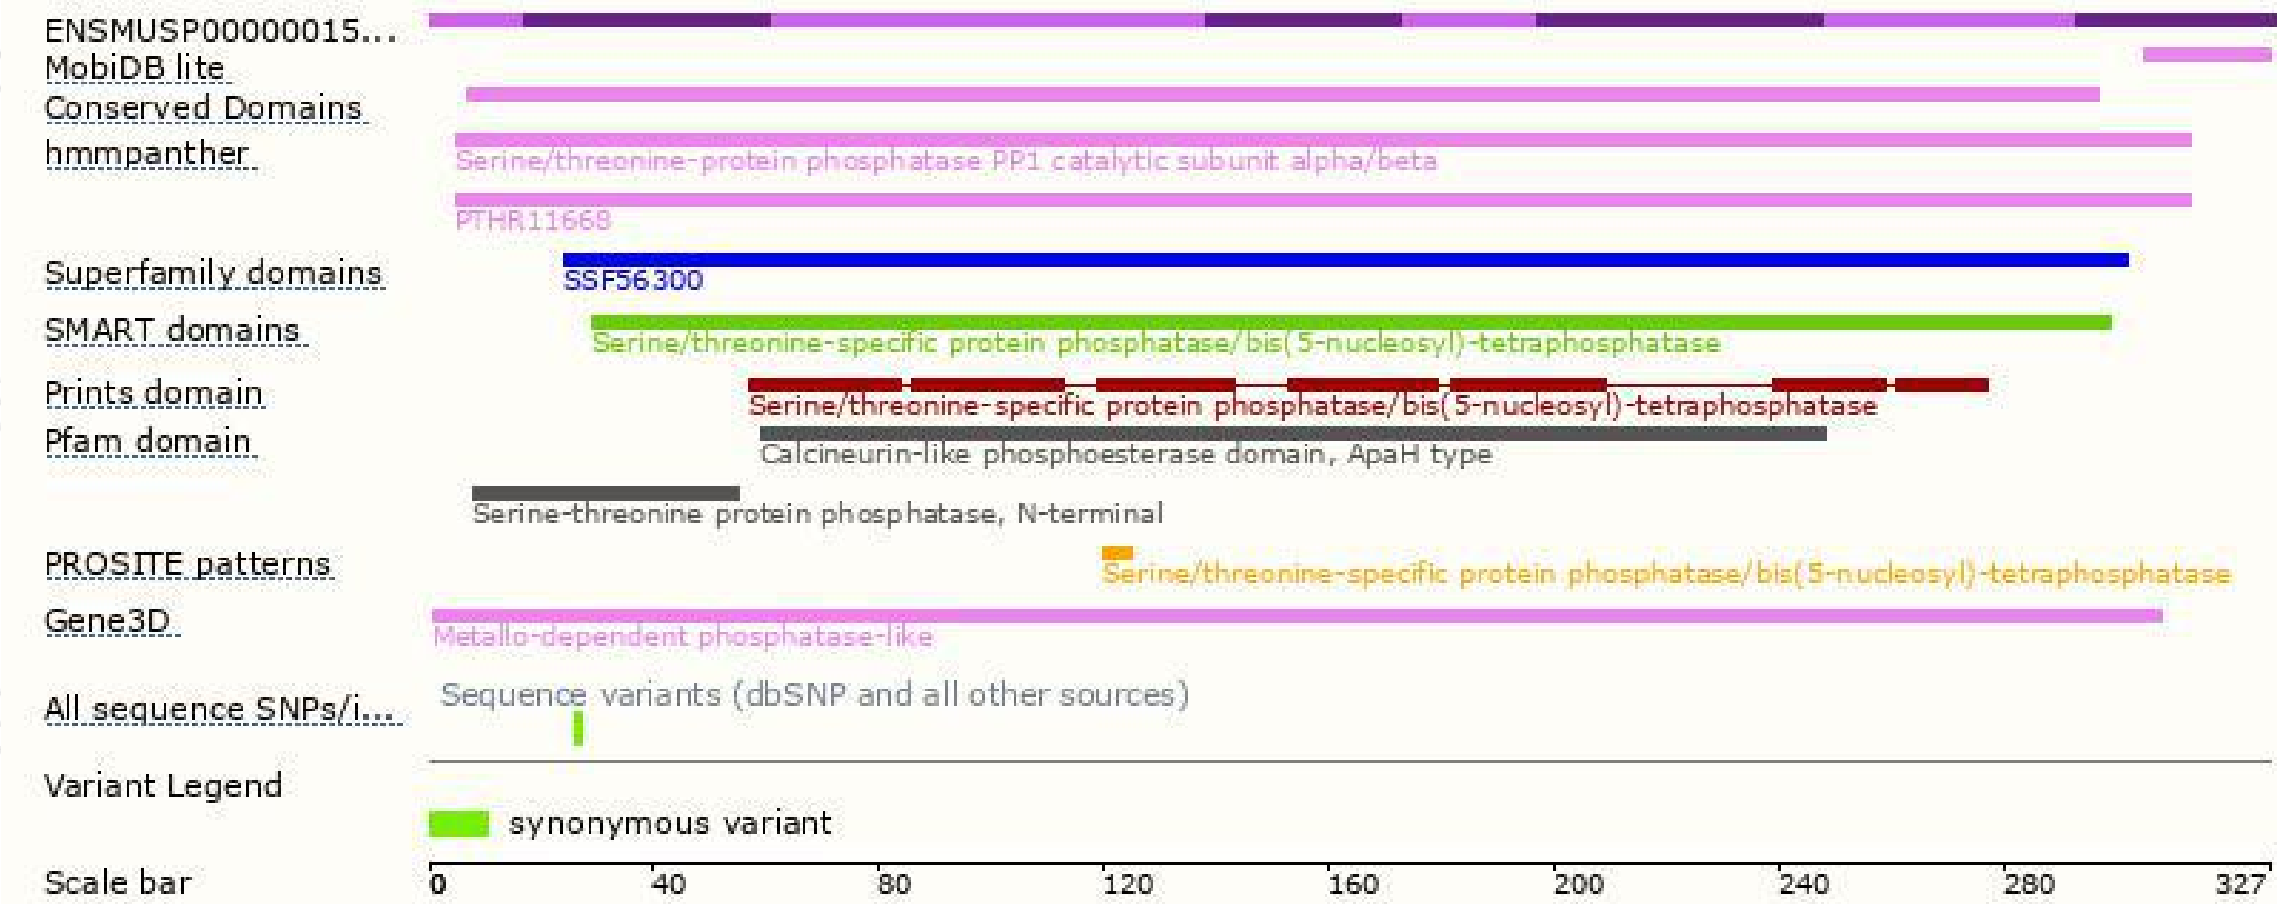 ENSMUSP00000015...
MobiDB lite
Conserved Domains
hmmpanther
Serine/threonine-protein phosphatase PP1 catalytic subunit alpha/beta
PTHR11668
Superfamily domains
SSF56300
SMART domains
Serine/threonine-specific protein phosphatase/bis(5-nucleosyl)-tetraphosphatase
Prints domain
Serine/threonine-specific protein phosphatase/bis(5-nucleosyl)-tetraphosphatase
Pfam domain
Calcineurin-like phosphoesterase domain, ApaH type
Serine-threonine protein phosphatase, N-terminal
PROSITE patterns
Serine/threonine-specific protein phosphatase/bis(5-nucleosyl)-tetraphosphatase
Gene3D
Metallo-dependent phosphatase-like
Sequence variants (dbSNP and all other sources)
All sequence SNPs/i...
Variant Legend
synonymous variant
Scale bar 0 40 80 120 160 200 240 280 327